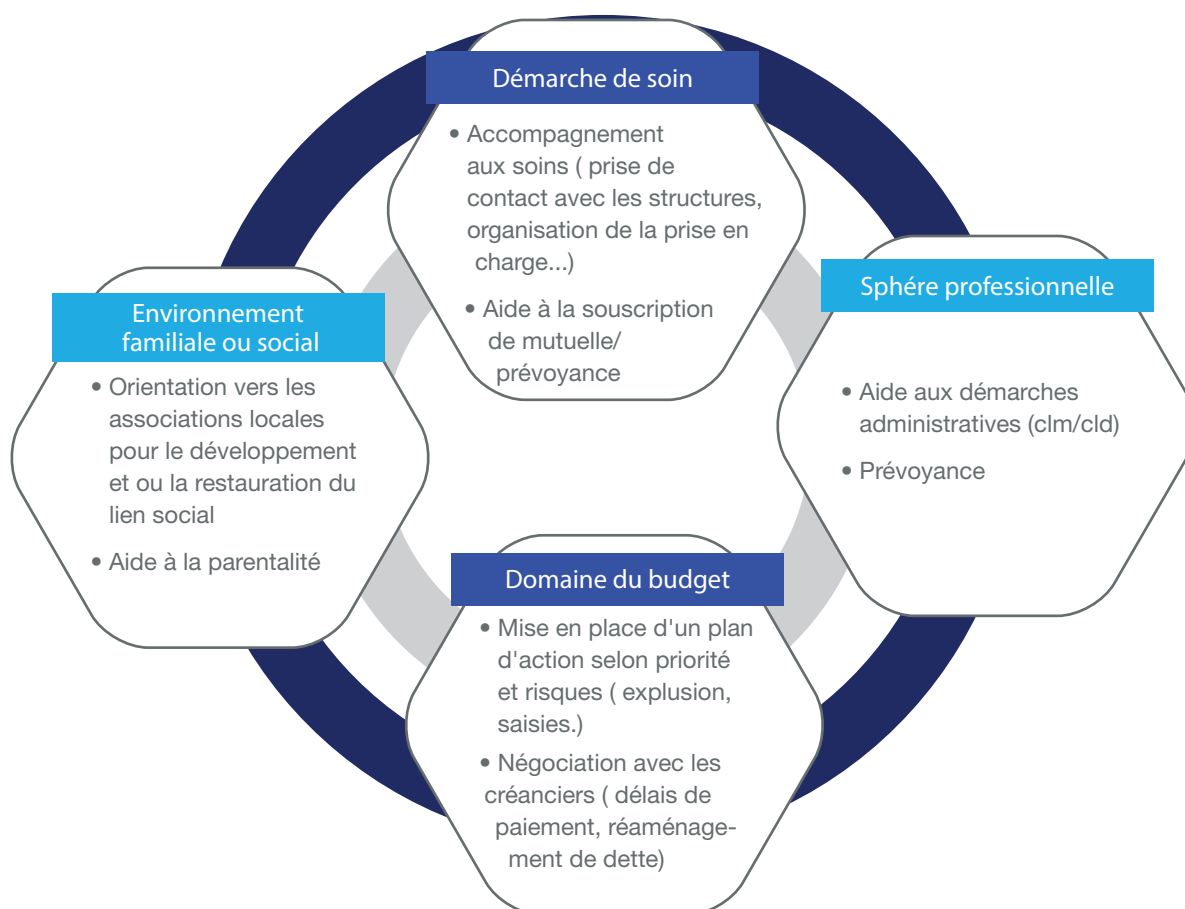 Démarche de soin
• Accompagnement
aux soins ( prise de
contact avec les structures,
organisation de la prise en
charge...)
• Aide à la souscription
de mutuelle/
prévoyance
Environnement
familiale ou social
• Orientation vers les
associations locales
pour le développement
et ou la restauration du
lien social
• Aide à la parentalité
Sphére professionnelle
• Aide aux démarches
administratives (clm/cld)
• Prévoyance
Domaine du budget
• Mise en place d'un plan
d'action selon priorité
et risques ( explusion,
saisies.)
• Négociation avec les
créanciers ( délais de
paiement, réaménage-
ment de dette)